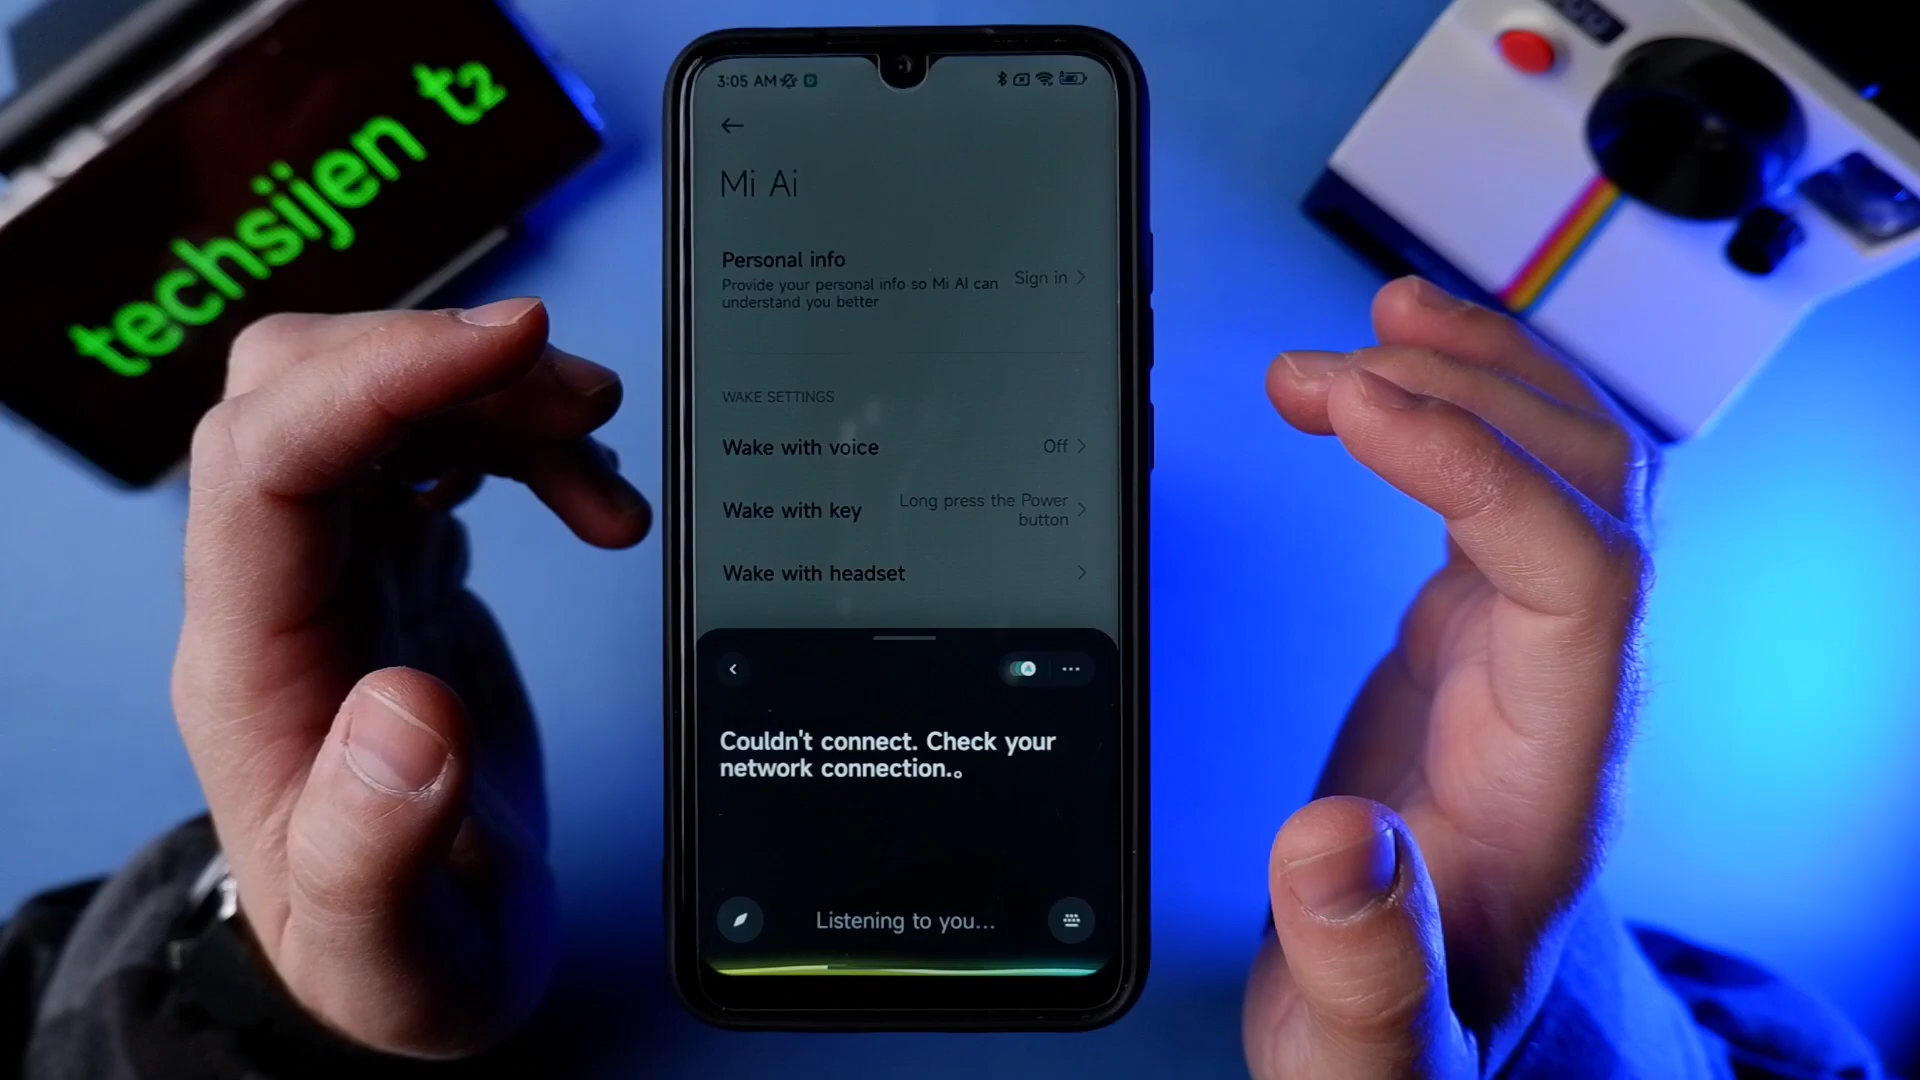 techsijen t2
3:05 AM
Mi Ai
Personal info
Provide your personal info so Mi AI can
understand you better
Sign in
WAKE SETTINGS
Wake with voice
Off
Wake with key
Long press the Power
button
Wake with headset
Couldn't connect. Check your
network connection.。
Listening to you...